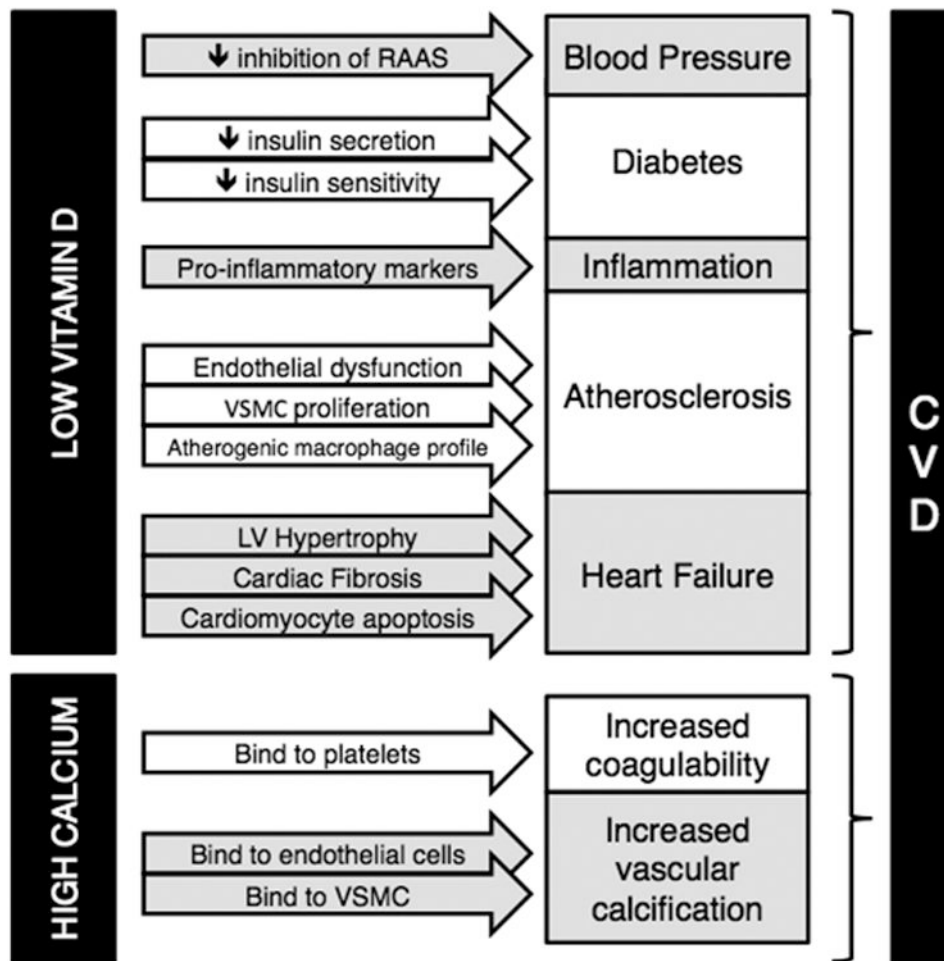 LOW VITAMIN D
↓ inhibition of RAAS
Blood Pressure
↓ insulin secretion
↓ insulin sensitivity
Diabetes
Pro-inflammatory markers
Inflammation
Endothelial dysfunction
VSMC proliferation
Atherogenic macrophage profile
Atherosclerosis
LV Hypertrophy
Cardiac Fibrosis
Cardiomyocyte apoptosis
Heart Failure
HIGH CALCIUM
Bind to platelets
Increased
coagulability
Bind to endothelial cells
Bind to VSMC
Increased
vascular
calcification
C
V
D